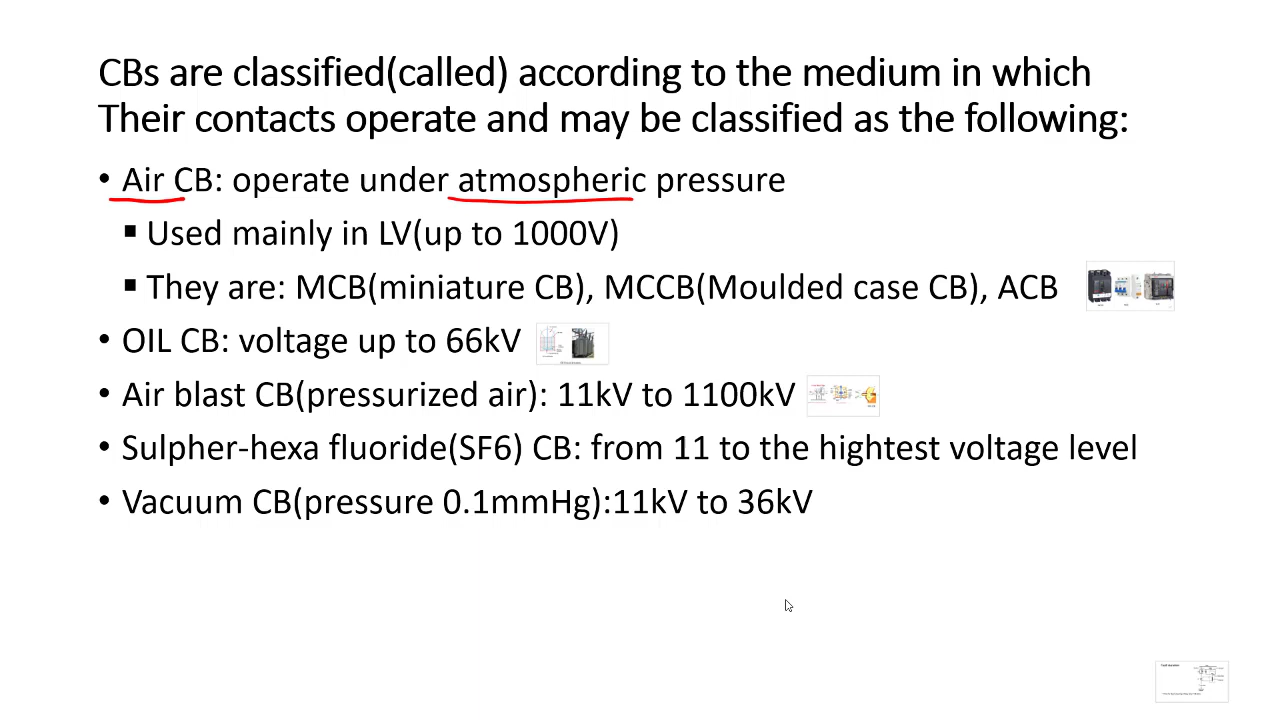 CBs are classified(called) according to the medium in which
Their contacts operate and may be classified as the following:
• Air CB: operate under atmospheric pressure
▪ Used mainly in LV(up to 1000V)
▪ They are: MCB(miniature CB), MCCB(Moulded case CB), ACB
• OIL CB: voltage up to 66kV
• Air blast CB(pressurized air): 11kV to 1100kV
• Sulpher-hexa fluoride(SF6) CB: from 11 to the hightest voltage level
• Vacuum CB(pressure 0.1mmHg):11kV to 36kV